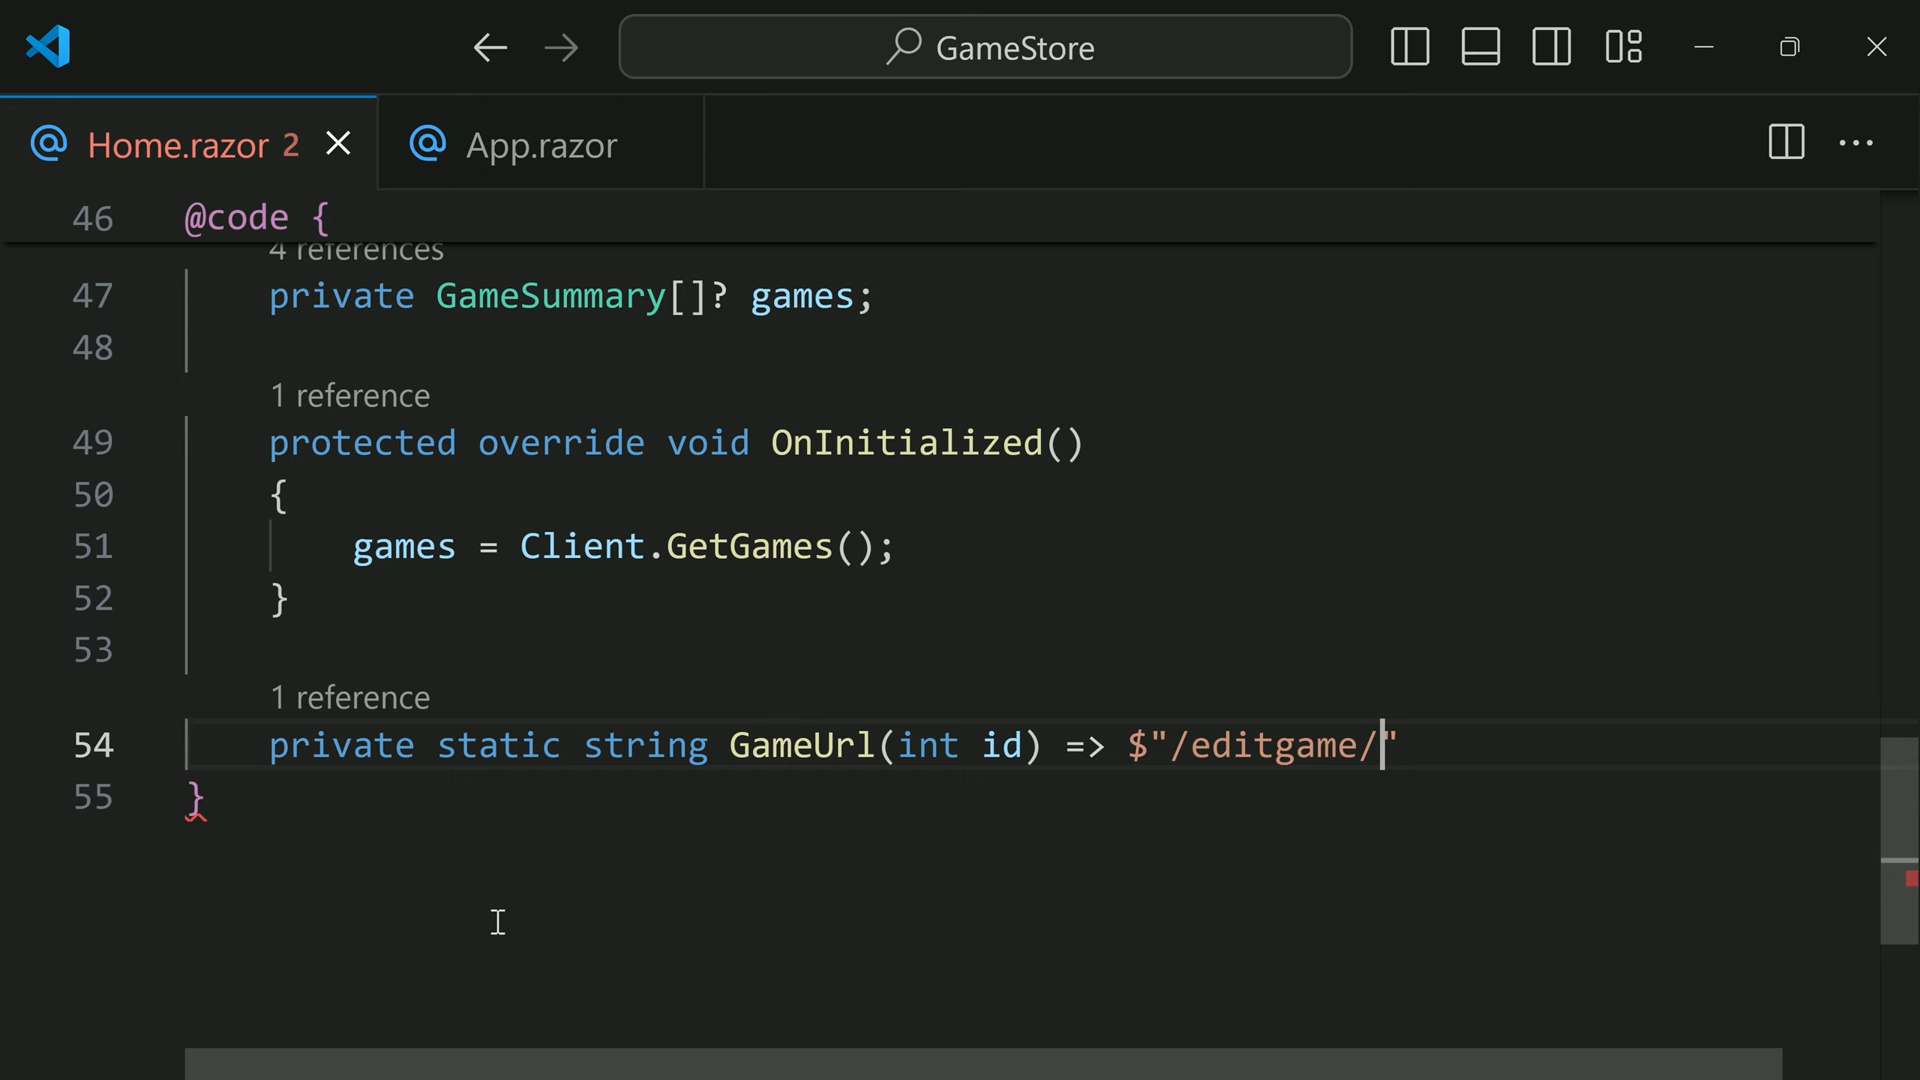 GameStore
Home.razor 2
App.razor
46 @code {
4 references
47 private GameSummary[]? games;
48
1 reference
49 protected override void OnInitialized()
50 {
51 games = Client.GetGames();
52 }
53
1 reference
54 private static string GameUrl(int id) => $"/editgame/"
55 }